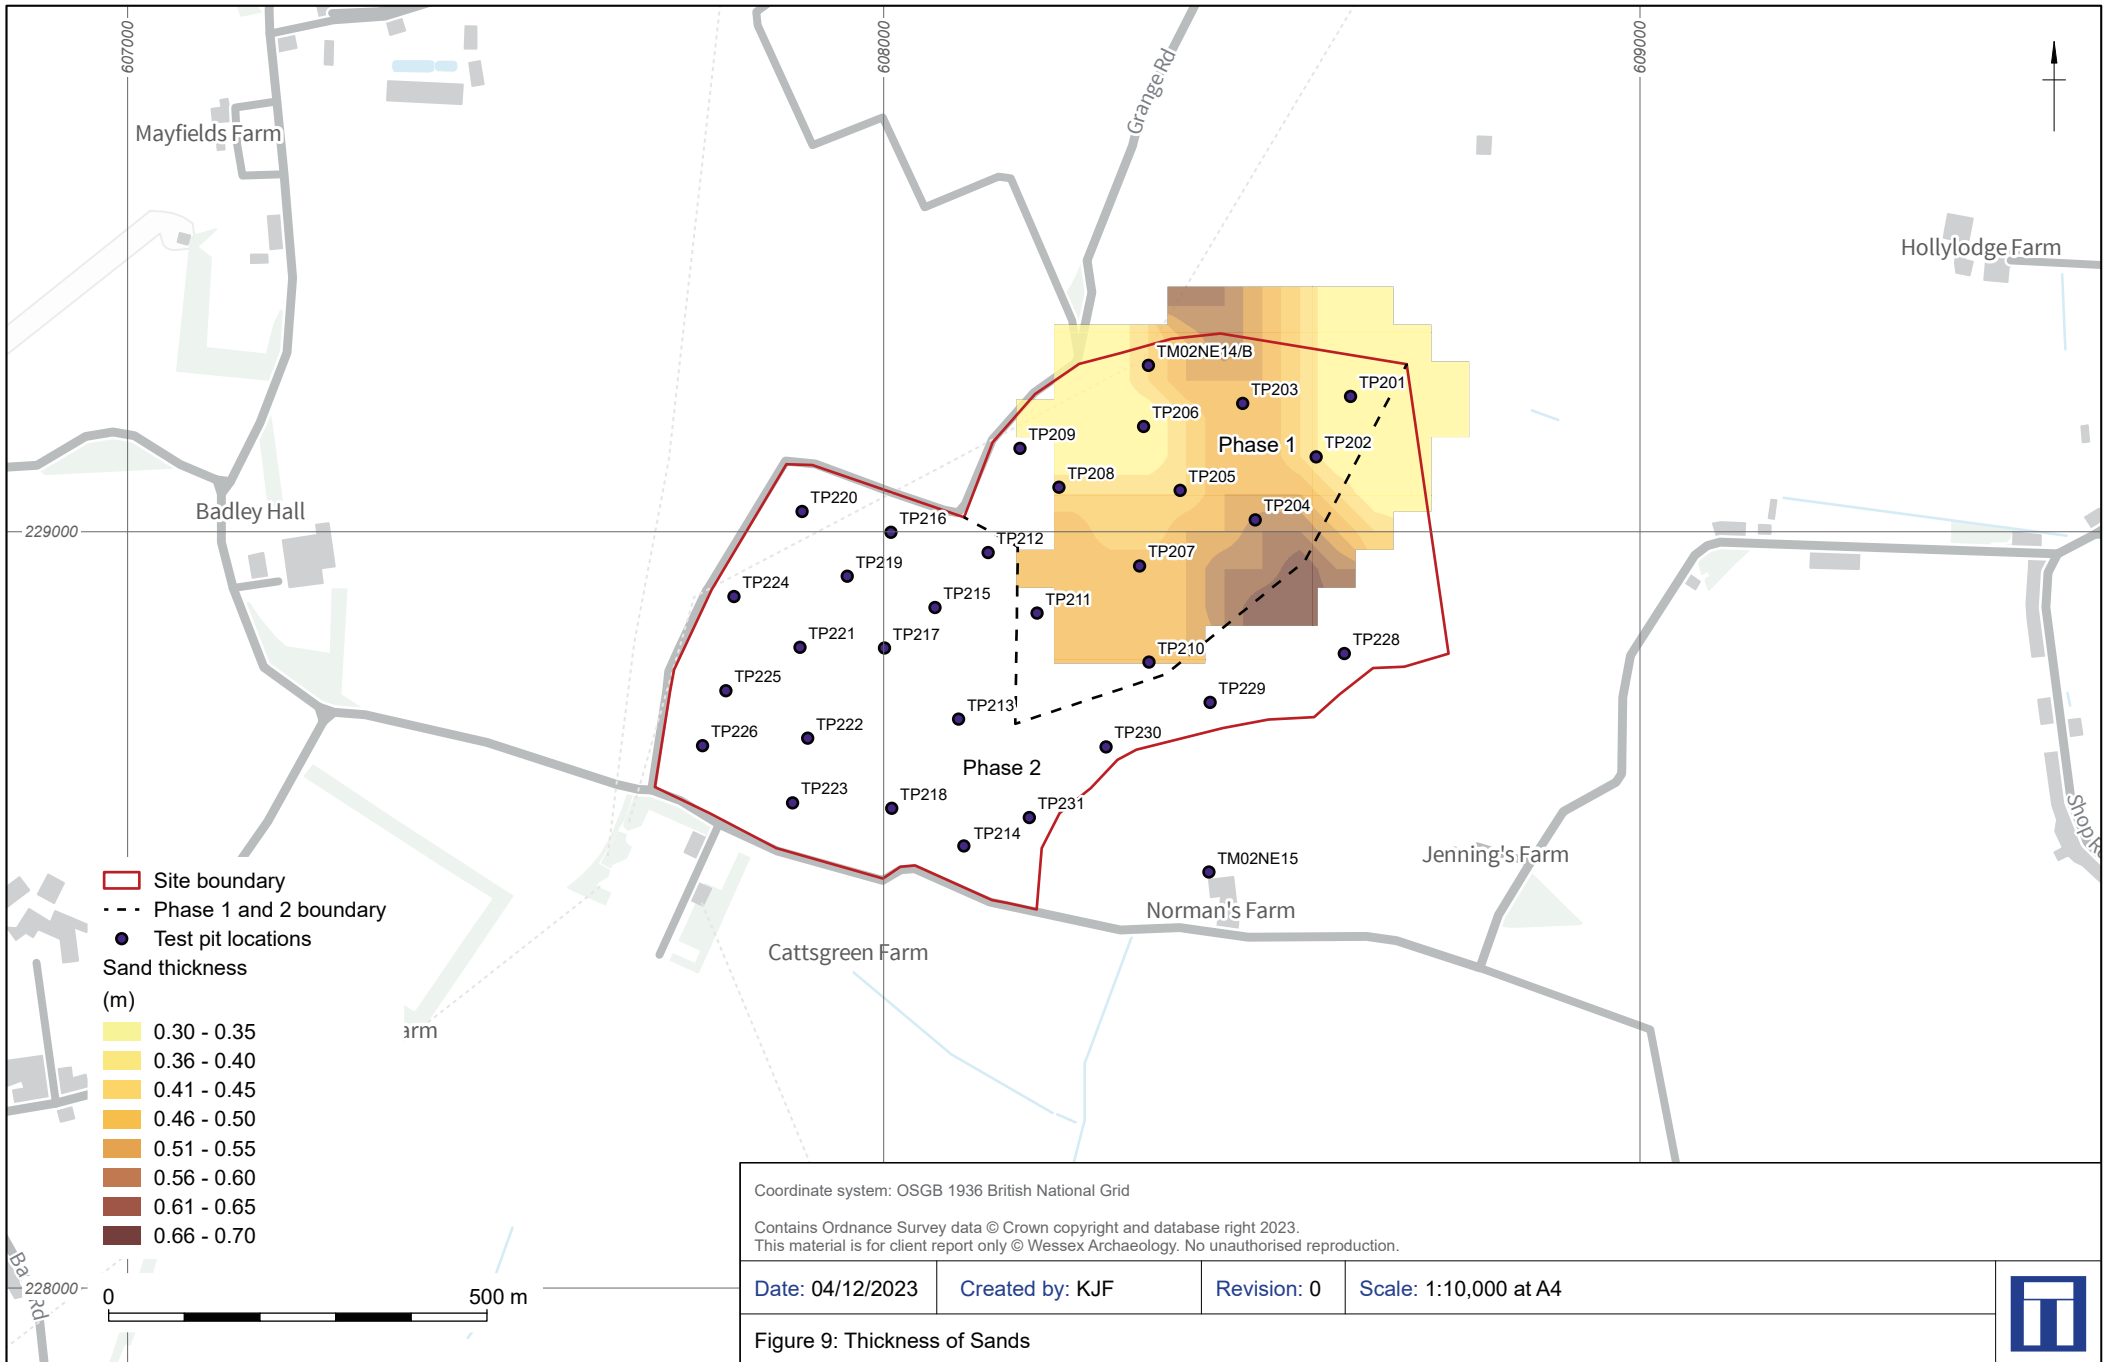 607000
608000
609000
Grange Rd
Mayfields Farm
Hollylodge Farm
TM02NE14/B
TP201
TP203
TP206
TP209
Phase 1
TP202
TP208
TP205
TP220
Badley Hall
TP204
TP216
229000
TP212
TP207
TP219
TP224
TP215
TP211
TP221
TP217
TP228
TP210
TP225
TP229
TP213
TP226
TP222
TP230
Phase 2
TP223
TP218
TP231
TP214
Shop R
Jenning's Farm
TM02NE15
Norman's Farm
Cattsgreen Farm
Site boundary
Phase 1 and 2 boundary
Test pit locations
Sand thickness
(m)
0.30 - 0.35
arm
0.36 - 0.40
0.41 - 0.45
0.46 - 0.50
0.51 - 0.55
0.56 - 0.60
0.61 - 0.65
0.66 - 0.70
Ba Rd
228000
0 500 m
Coordinate system: OSGB 1936 British National Grid
Contains Ordnance Survey data © Crown copyright and database right 2023.
This material is for client report only © Wessex Archaeology. No unauthorised reproduction.
Date: 04/12/2023 Created by: KJF Revision: 0 Scale: 1:10,000 at A4
Figure 9: Thickness of Sands